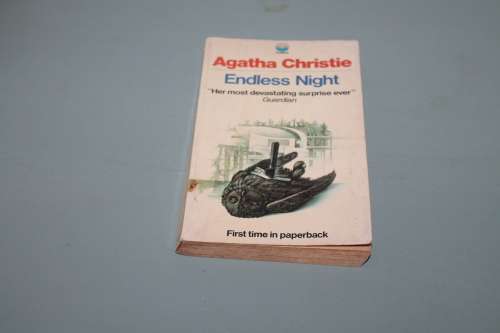 Agatha Christie
Endless Night
"Her most devastating surprise ever"
Guardian
First time in paperback